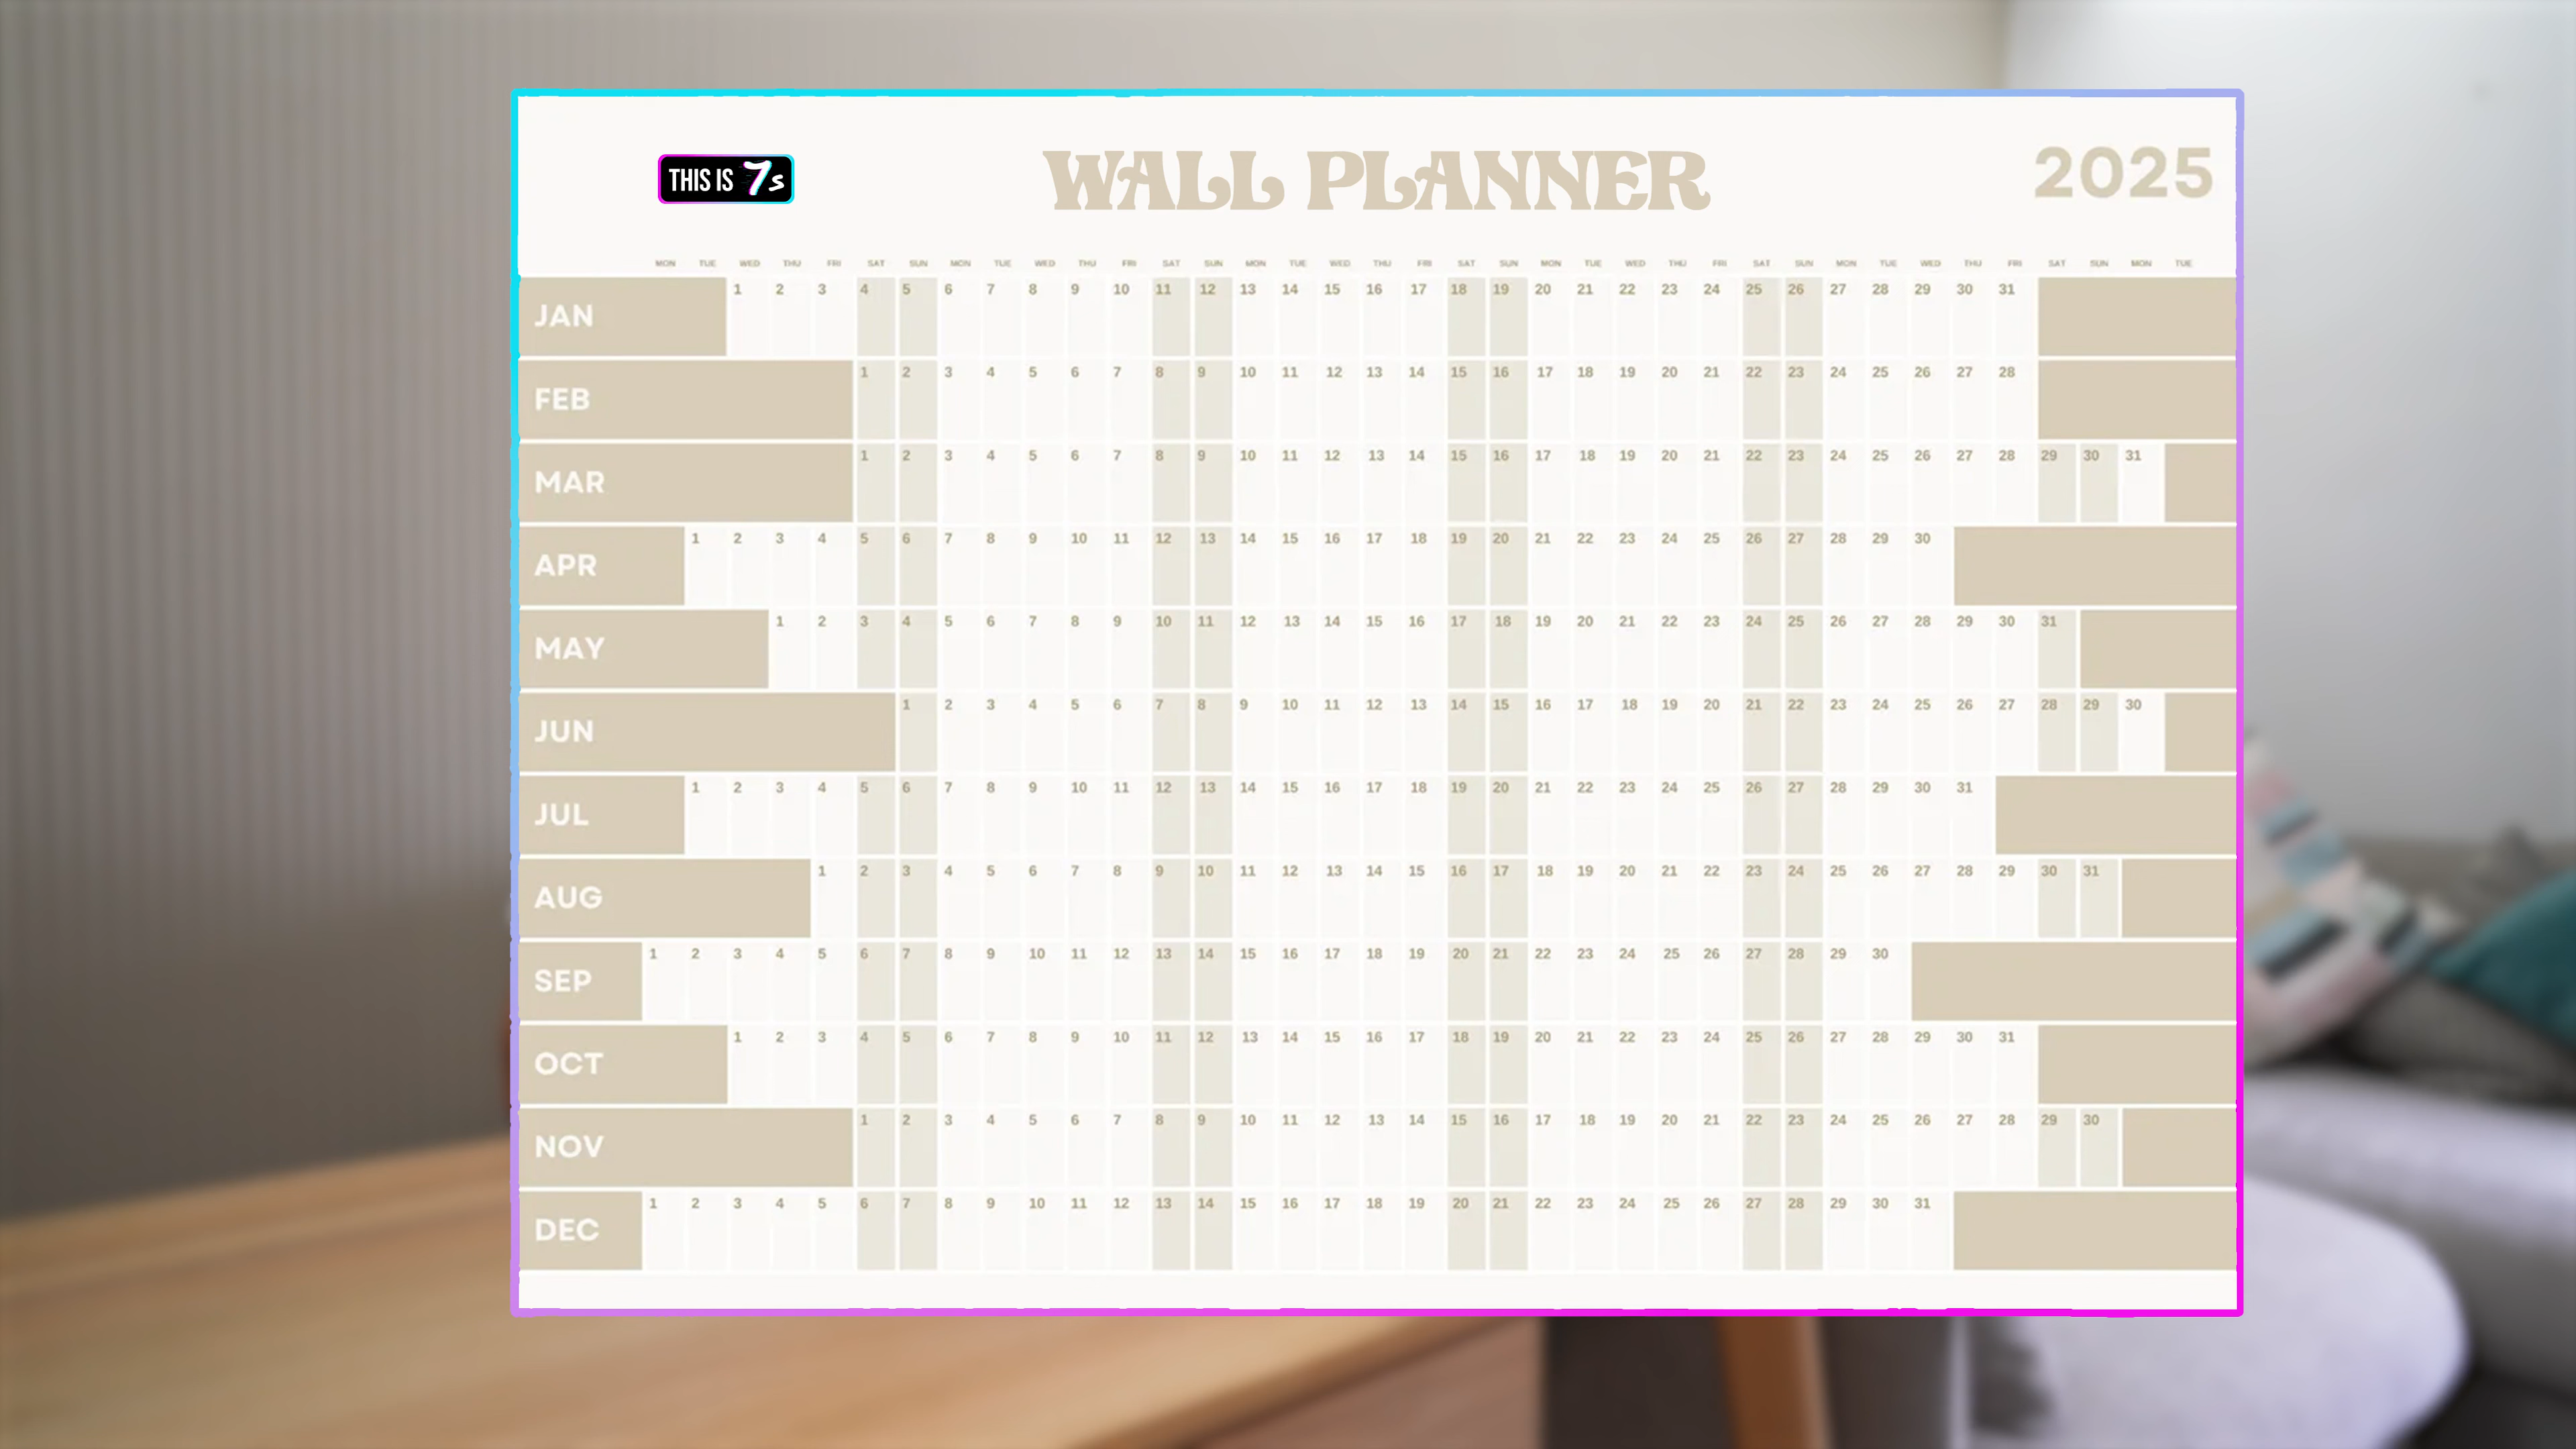 THIS IS 7s
WALL PLANNER
2025
MON TUE WED THU FRI SAT SUN MON TUE WED THU FRI SAT SUN MON TUE WED THU FRI SAT SUN MON TUE WED THU FRI SAT SUN MON TUE WED THU FRI SAT SUN MON TUE
JAN 1 2 3 4 5 6 7 8 9 10 11 12 13 14 15 16 17 18 19 20 21 22 23 24 25 26 27 28 29 30 31
FEB 1 2 3 4 5 6 7 8 9 10 11 12 13 14 15 16 17 18 19 20 21 22 23 24 25 26 27 28
MAR 1 2 3 4 5 6 7 8 9 10 11 12 13 14 15 16 17 18 19 20 21 22 23 24 25 26 27 28 29 30 31
APR 1 2 3 4 5 6 7 8 9 10 11 12 13 14 15 16 17 18 19 20 21 22 23 24 25 26 27 28 29 30
MAY 1 2 3 4 5 6 7 8 9 10 11 12 13 14 15 16 17 18 19 20 21 22 23 24 25 26 27 28 29 30 31
JUN 1 2 3 4 5 6 7 8 9 10 11 12 13 14 15 16 17 18 19 20 21 22 23 24 25 26 27 28 29 30
JUL 1 2 3 4 5 6 7 8 9 10 11 12 13 14 15 16 17 18 19 20 21 22 23 24 25 26 27 28 29 30 31
AUG 1 2 3 4 5 6 7 8 9 10 11 12 13 14 15 16 17 18 19 20 21 22 23 24 25 26 27 28 29 30 31
SEP 1 2 3 4 5 6 7 8 9 10 11 12 13 14 15 16 17 18 19 20 21 22 23 24 25 26 27 28 29 30
OCT 1 2 3 4 5 6 7 8 9 10 11 12 13 14 15 16 17 18 19 20 21 22 23 24 25 26 27 28 29 30 31
NOV 1 2 3 4 5 6 7 8 9 10 11 12 13 14 15 16 17 18 19 20 21 22 23 24 25 26 27 28 29 30
DEC 1 2 3 4 5 6 7 8 9 10 11 12 13 14 15 16 17 18 19 20 21 22 23 24 25 26 27 28 29 30 31